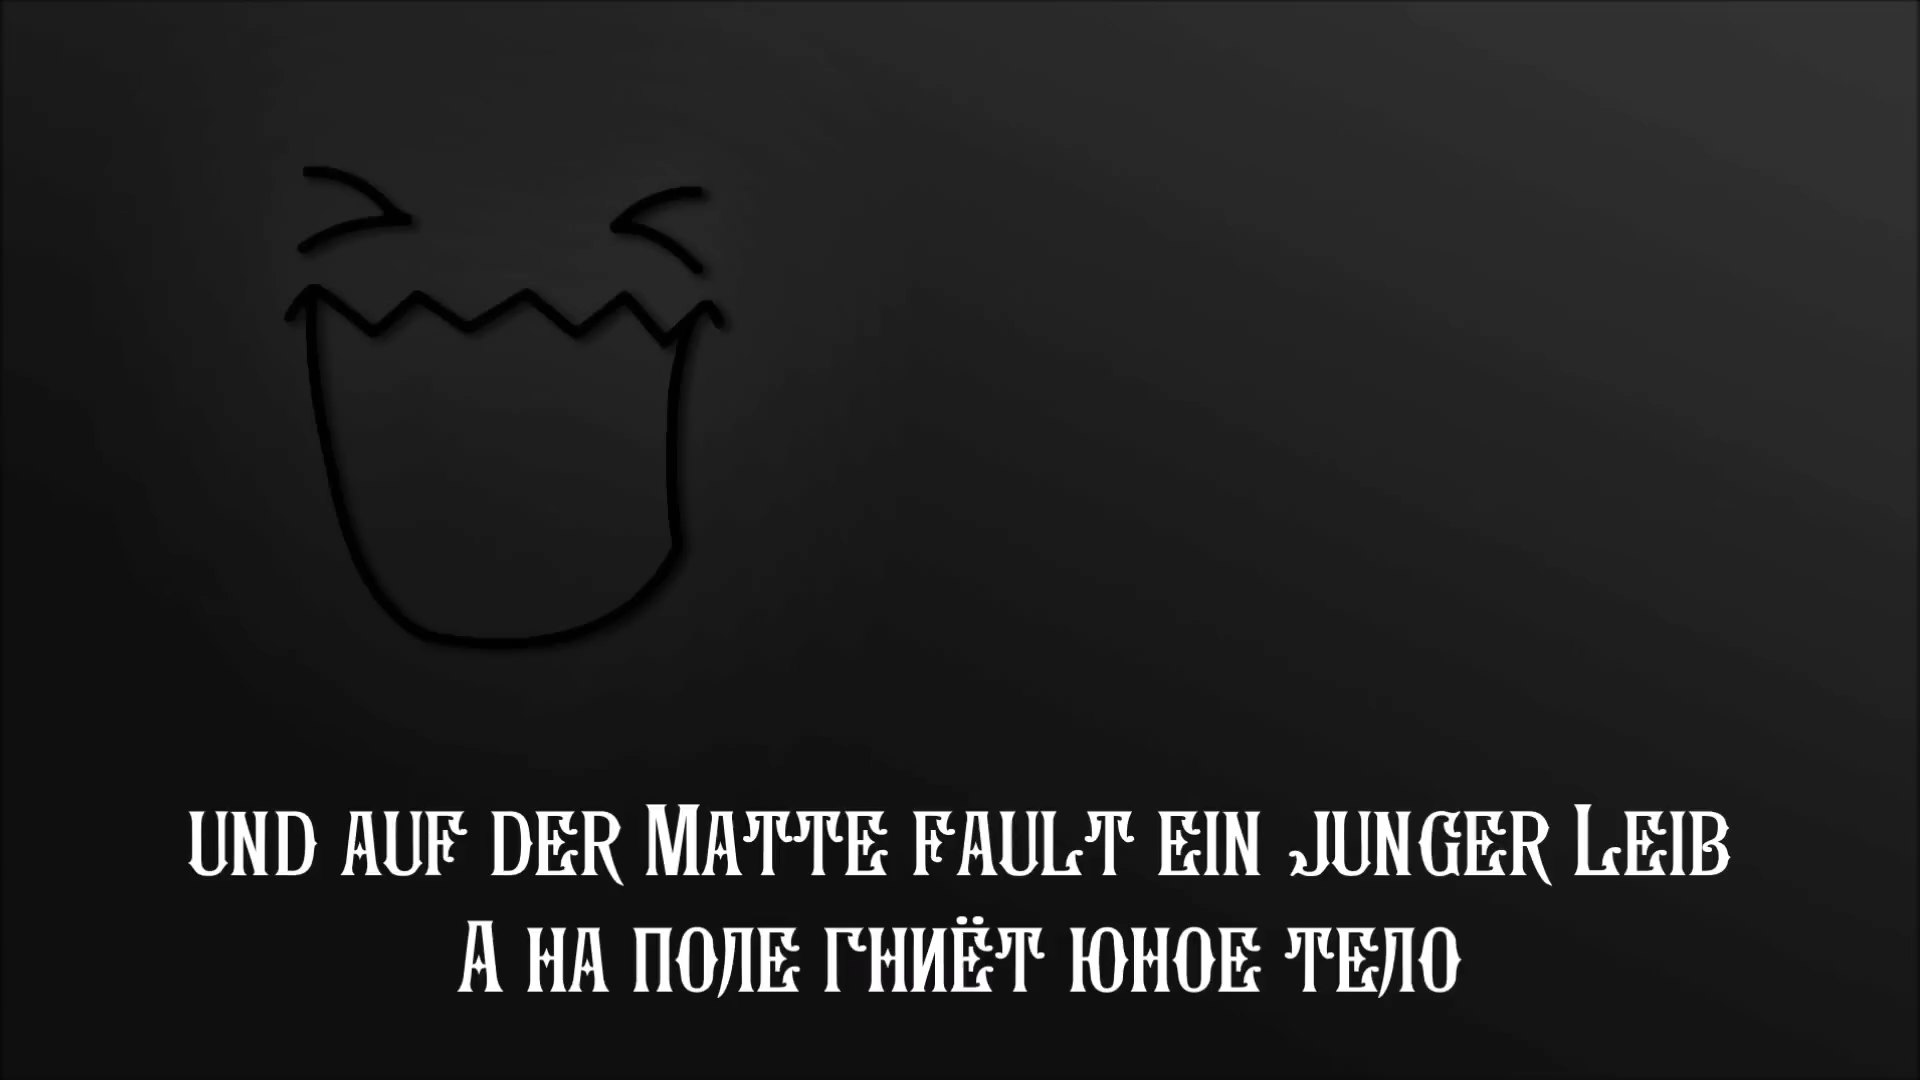 und auf der Matte fault ein junger Leib
А на поле гниёт юное тело